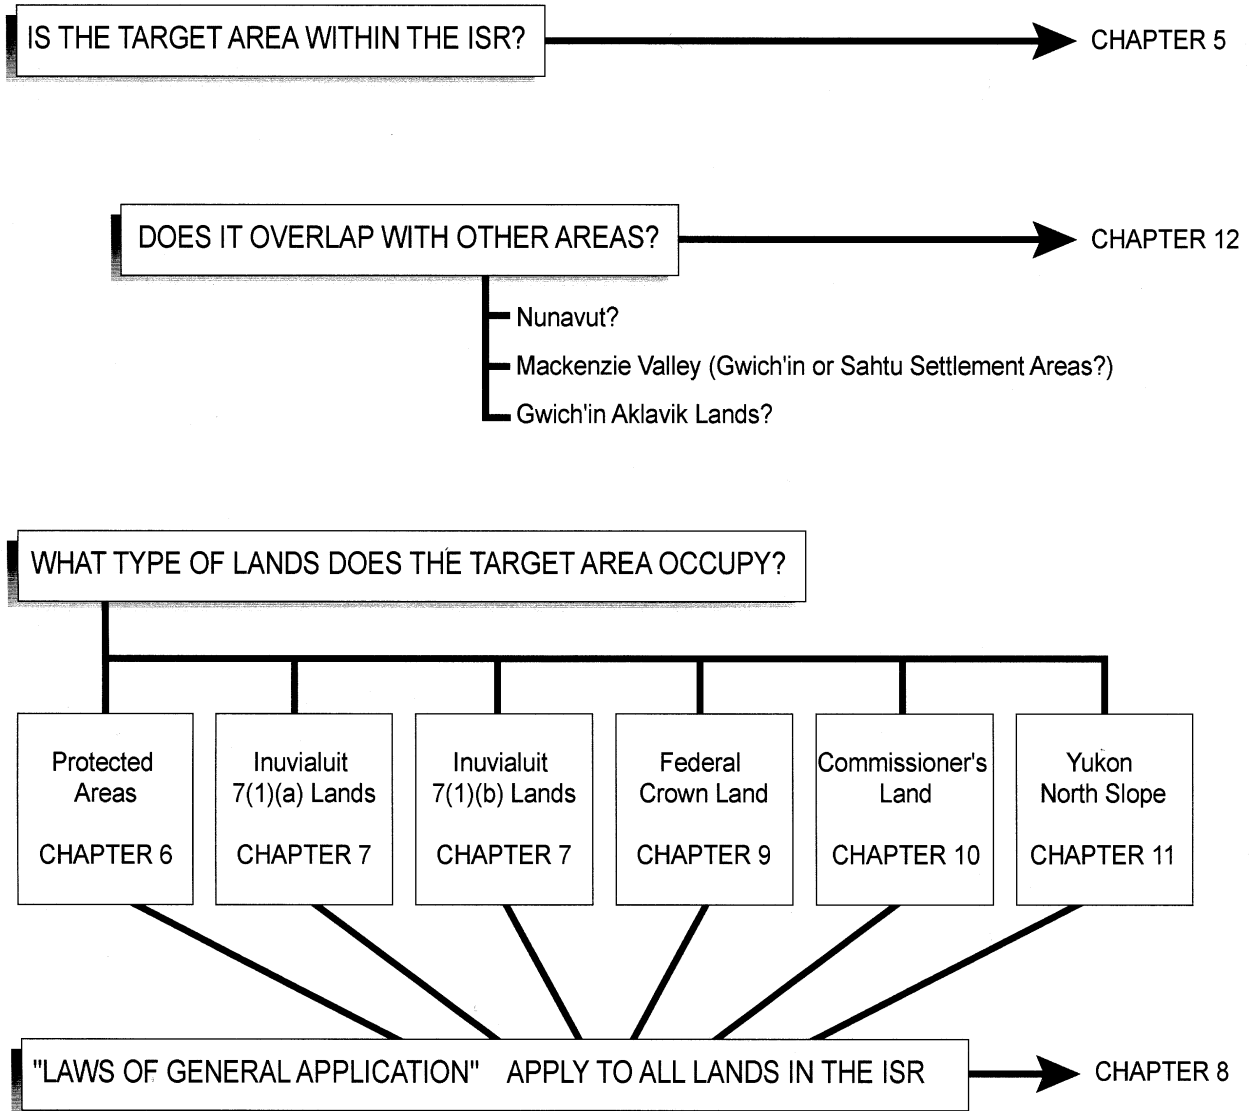 IS THE TARGET AREA WITHIN THE ISR?
CHAPTER 5
DOES IT OVERLAP WITH OTHER AREAS?
CHAPTER 12
Nunavut?
Mackenzie Valley (Gwich'in or Sahtu Settlement Areas?)
Gwich'in Aklavik Lands?
WHAT TYPE OF LANDS DOES THE TARGET AREA OCCUPY?
Protected
Areas
CHAPTER 6
Inuvialuit
7(1)(a) Lands
CHAPTER 7
Inuvialuit
7(1)(b) Lands
CHAPTER 7
Federal
Crown Land
CHAPTER 9
Commissioner's
Land
CHAPTER 10
Yukon
North Slope
CHAPTER 11
"LAWS OF GENERAL APPLICATION" APPLY TO ALL LANDS IN THE ISR
CHAPTER 8